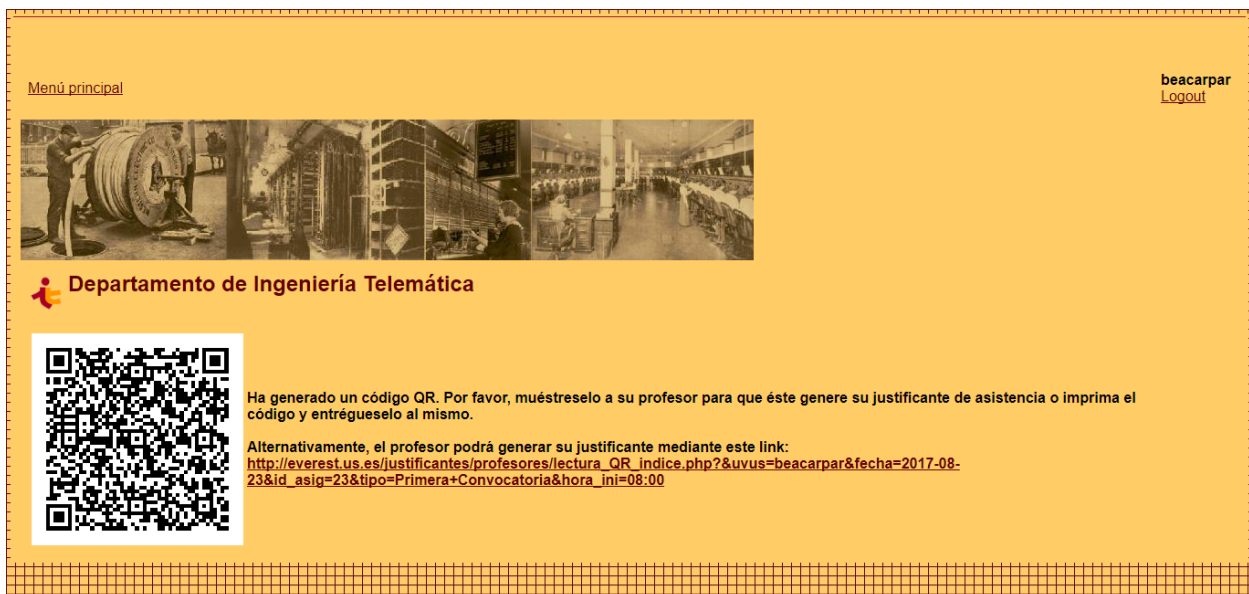 Menú principal
beacarpar
Logout
Departamento de Ingeniería Telemática
Ha generado un código QR. Por favor, muéstreselo a su profesor para que éste genere su justificante de asistencia o imprima el
código y entrégueselo al mismo.
Alternativamente, el profesor podrá generar su justificante mediante este link:
http://everest.us.es/justificantes/profesores/lectura_QR_indice.php?&uvus=beacarpar&fecha=2017-08-
23&id_asig=23&tipo=Primera+Convocatoria&hora_ini=08:00